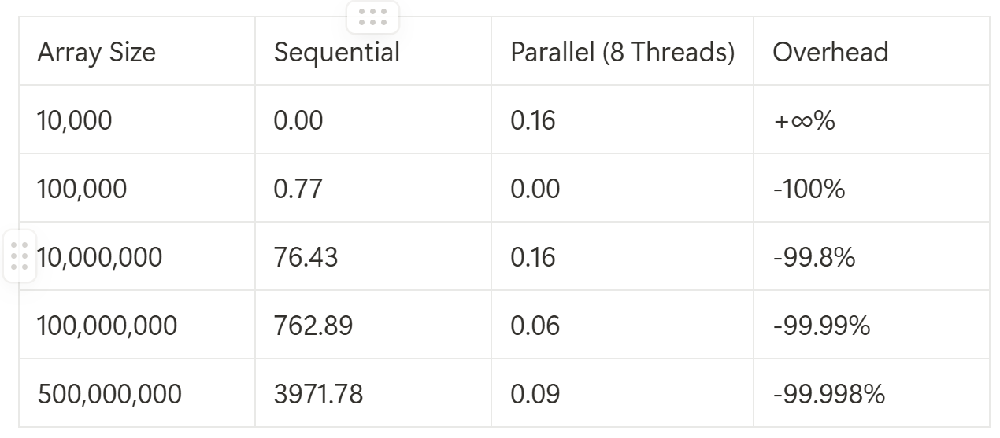 Array Size Sequential Parallel (8 Threads) Overhead
10,000 0.00 0.16 +∞%
100,000 0.77 0.00 -100%
10,000,000 76.43 0.16 -99.8%
100,000,000 762.89 0.06 -99.99%
500,000,000 3971.78 0.09 -99.998%